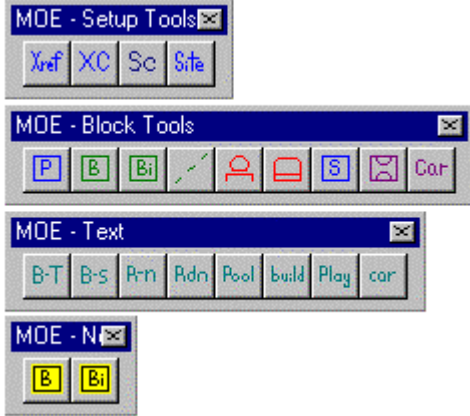 MOE - Setup Tools
Xref XC Sc Site
MOE - Block Tools
P B Bi S Car
MOE - Text
B-T B-s R-n Rdn Pool build Play car
MOE - N
B Bi